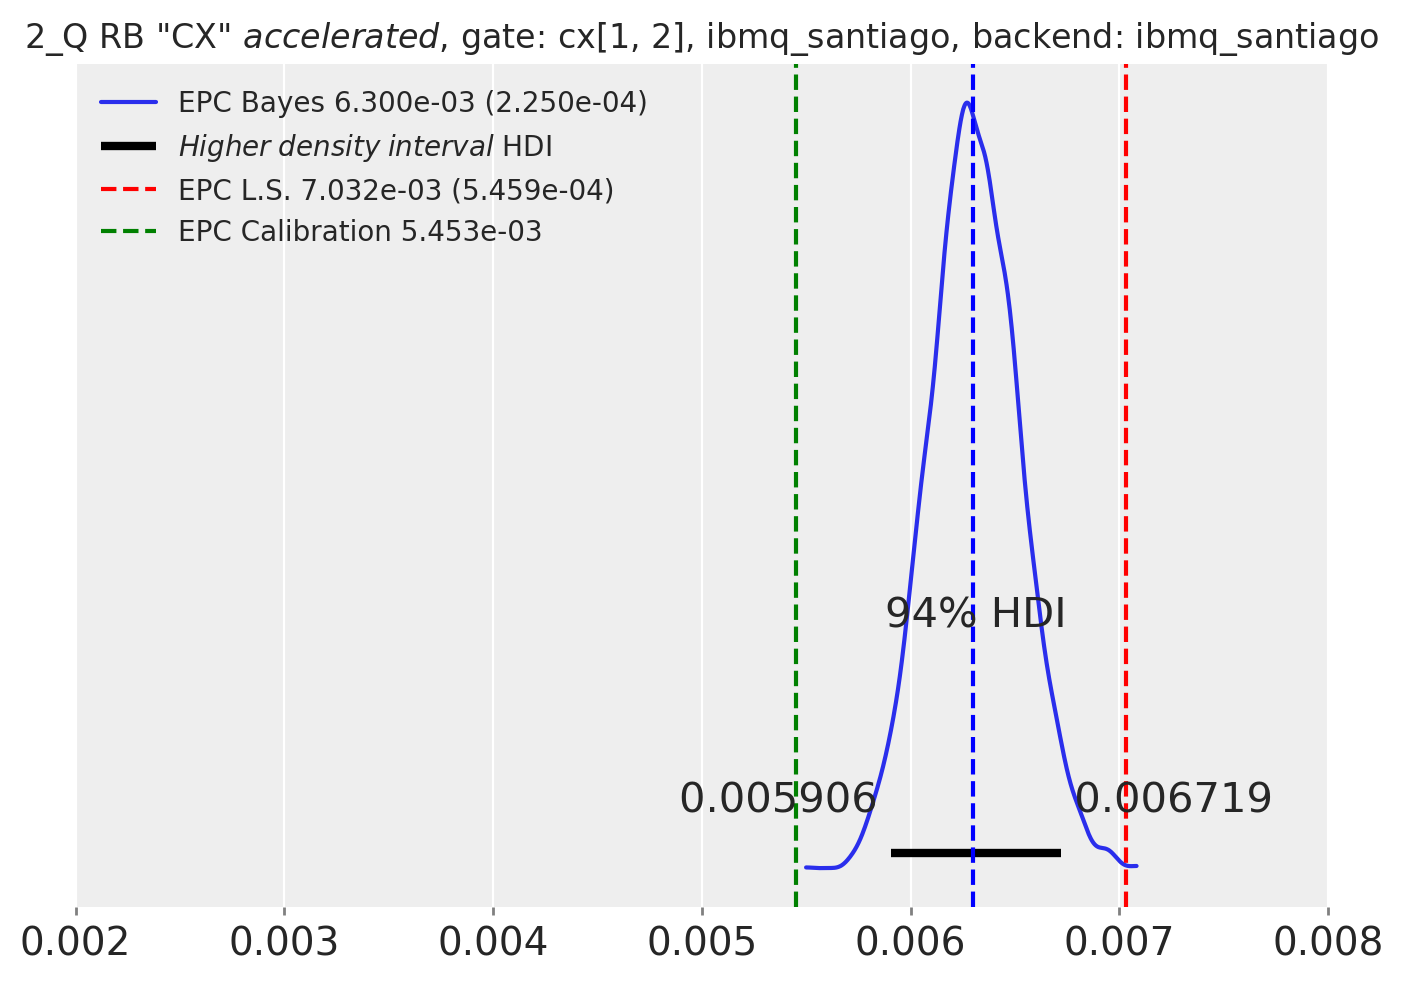 2_Q RB "CX" accelerated, gate: cx[1, 2], ibmq_santiago, backend: ibmq_santiago
EPC Bayes 6.300e-03 (2.250e-04)
Higher density interval HDI
EPC L.S. 7.032e-03 (5.459e-04)
EPC Calibration 5.453e-03
94% HDI
0.005906 0.006719
0.002 0.003 0.004 0.005 0.006 0.007 0.008